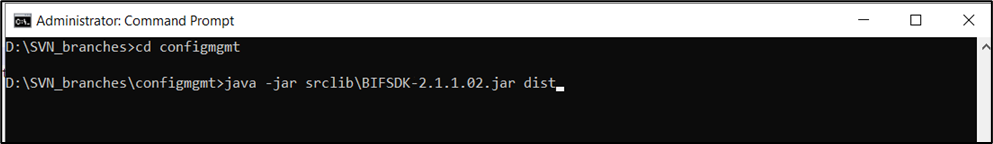 Administrator: Command Prompt
D:\SVN_branches>cd configmgmt
D:\SVN_branches\configmgmt>java -jar srclib\BIFSDK-2.1.1.02.jar dist